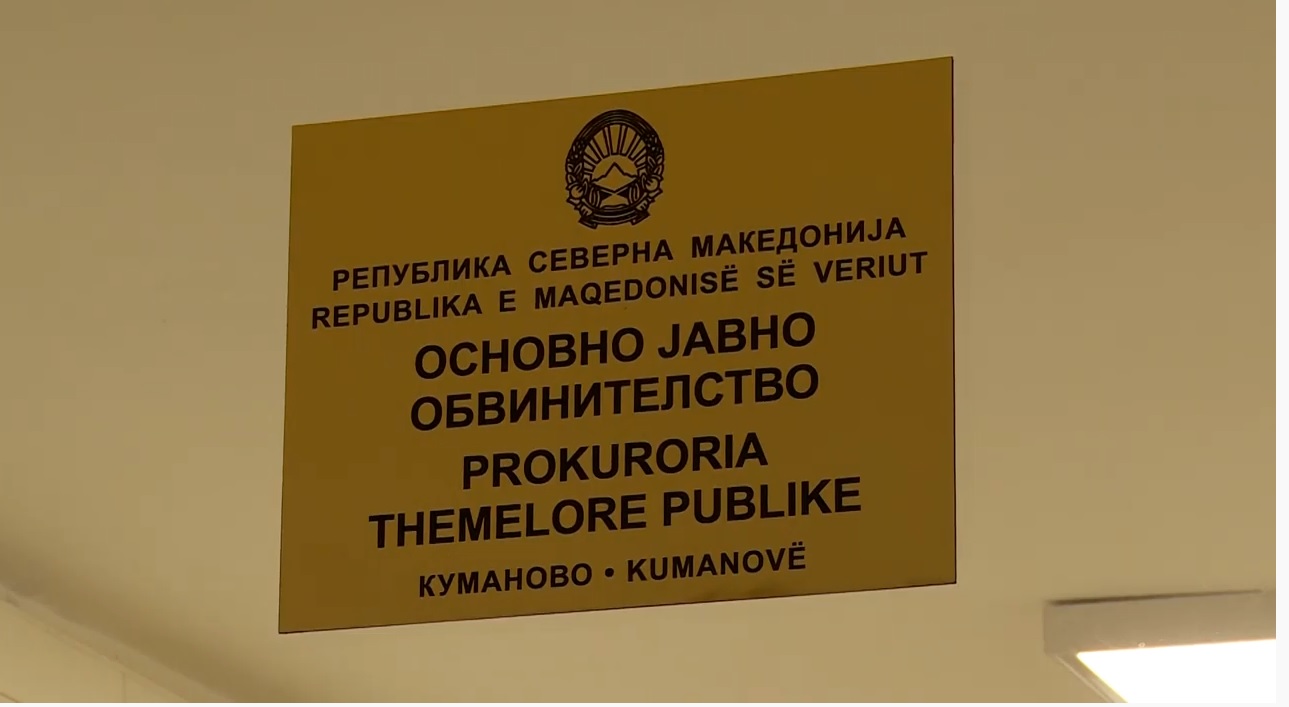 РЕПУБЛИКА СЕВЕРНА МАКЕДОНИЈА
REPUBLIKA E MAQEDONISË SË VERIUT
ОСНОВНО ЈАВНО
ОБВИНИТЕЛСТВО
PROKURORIA
THEMELORE PUBLIKE
КУМАНОВО • KUMANOVË